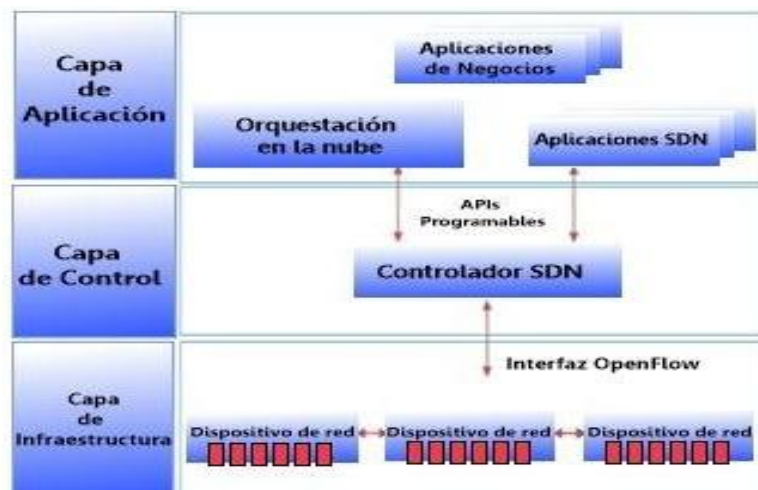 Capa
de
Aplicación
Aplicaciones
de Negocios
Orquestación
en la nube
Aplicaciones SDN
APIs
Programables
Capa
de Control
Controlador SDN
Interfaz OpenFlow
Capa
de
Infraestructura
Dispositivo de red
Dispositivo de red
Dispositivo de red